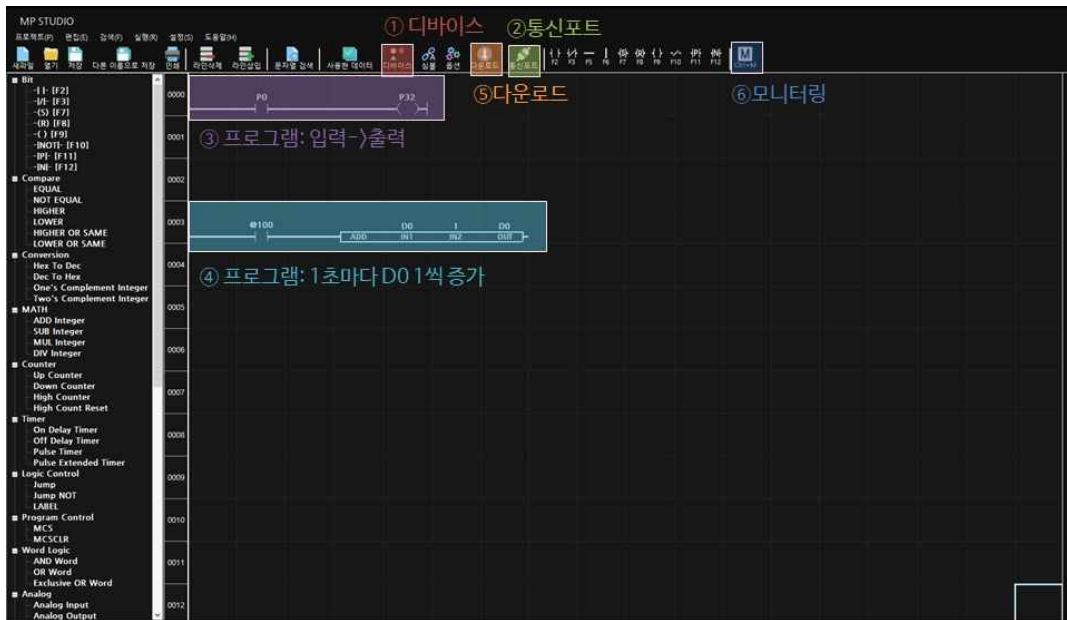 MP STUDIO
프로젝트(P) 편집(E) 검색(F) 실행(R) 설정(S) 도움말(H)
① 디바이스 ②통신포트
새파일 열기 저장 다른 이름으로 저장 인쇄 라인삭제 라인삽입 문자열 검색 사용한 데이터 디바이스 심볼 옵션 다운로드 통신포트 F2 F3 F5 F6 F7 F8 F9 F10 F11 F12 M Ctrl+M
⑤다운로드 ⑥모니터링
Bit
-| |- [F2]
-|/|- [F3]
-(S) [F7]
-(R) [F8]
-( ) [F9]
-|NOT|- [F10]
-|P|- [F11]
-|N|- [F12]
Compare
EQUAL
NOT EQUAL
HIGHER
LOWER
HIGHER OR SAME
LOWER OR SAME
Conversion
Hex To Dec
Dec To Hex
One's Complement Integer
Two's Complement Integer
MATH
ADD Integer
SUB Integer
MUL Integer
DIV Integer
Counter
Up Counter
Down Counter
High Counter
High Count Reset
Timer
On Delay Timer
Off Delay Timer
Pulse Timer
Pulse Extended Timer
Logic Control
Jump
Jump NOT
LABEL
Program Control
MCS
MCSCLR
Word Logic
AND Word
OR Word
Exclusive OR Word
Analog
Analog Input
Analog Output
0000
P0 P32
0001
③ 프로그램: 입력->출력
0002
0003
@100 D0 1 D0
ADD IN1 IN2 OUT
0004
④ 프로그램: 1초마다 D0 1씩 증가
0005
0006
0007
0008
0009
0010
0011
0012